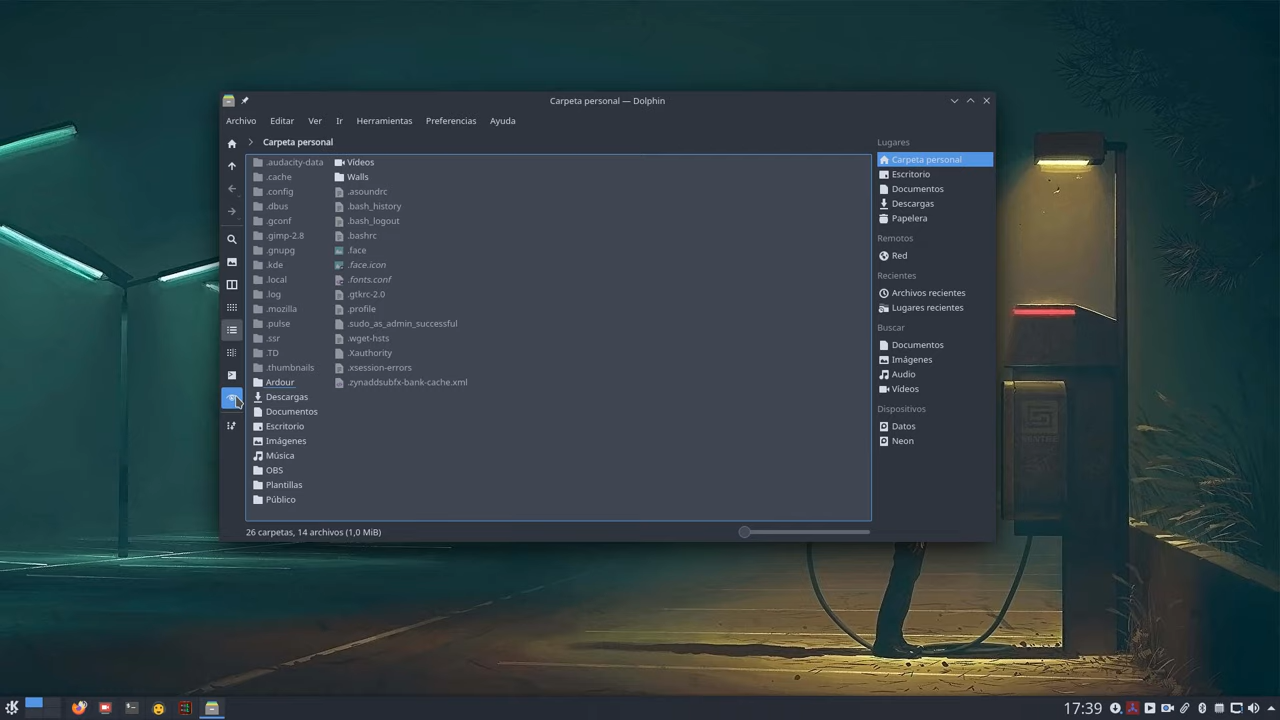 Carpeta personal — Dolphin
Archivo Editar Ver Ir Herramientas Preferencias Ayuda
Carpeta personal
.audacity-data
.cache
.config
.dbus
.gconf
.gimp-2.8
.gnupg
.kde
.local
.log
.mozilla
.pulse
.ssr
.TD
.thumbnails
Ardour
Descargas
Documentos
Escritorio
Imágenes
Música
OBS
Plantillas
Público
Vídeos
Walls
.asoundrc
.bash_history
.bash_logout
.bashrc
.face
.face.icon
.fonts.conf
.gtkrc-2.0
.profile
.sudo_as_admin_successful
.wget-hsts
.Xauthority
.xsession-errors
.zynaddsubfx-bank-cache.xml
Lugares
Carpeta personal
Escritorio
Documentos
Descargas
Papelera
Remotos
Red
Recientes
Archivos recientes
Lugares recientes
Buscar
Documentos
Imágenes
Audio
Vídeos
Dispositivos
Datos
Neon
26 carpetas, 14 archivos (1,0 MiB)
17:39